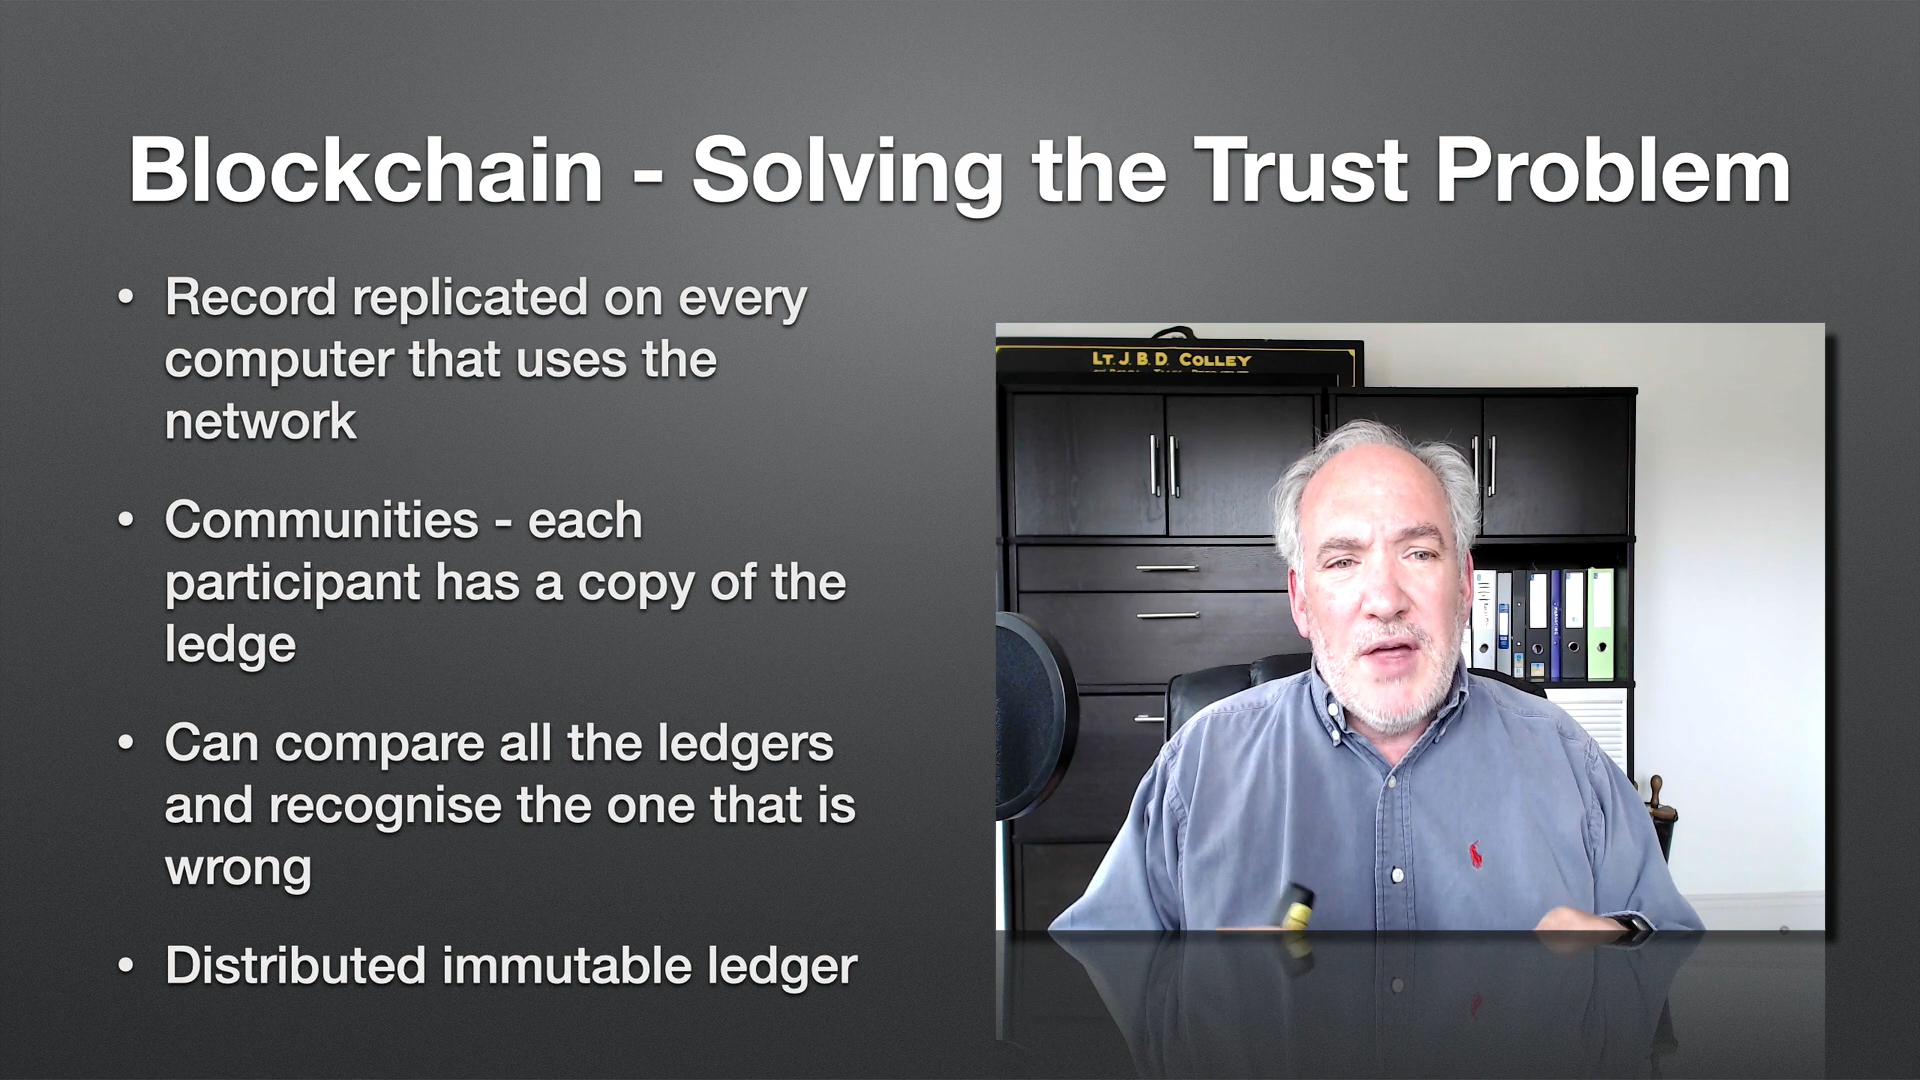 Blockchain - Solving the Trust Problem
• Record replicated on every
computer that uses the
network
• Communities - each
participant has a copy of the
ledge
• Can compare all the ledgers
and recognise the one that is
wrong
• Distributed immutable ledger
LT. J. B. D. COLLEY